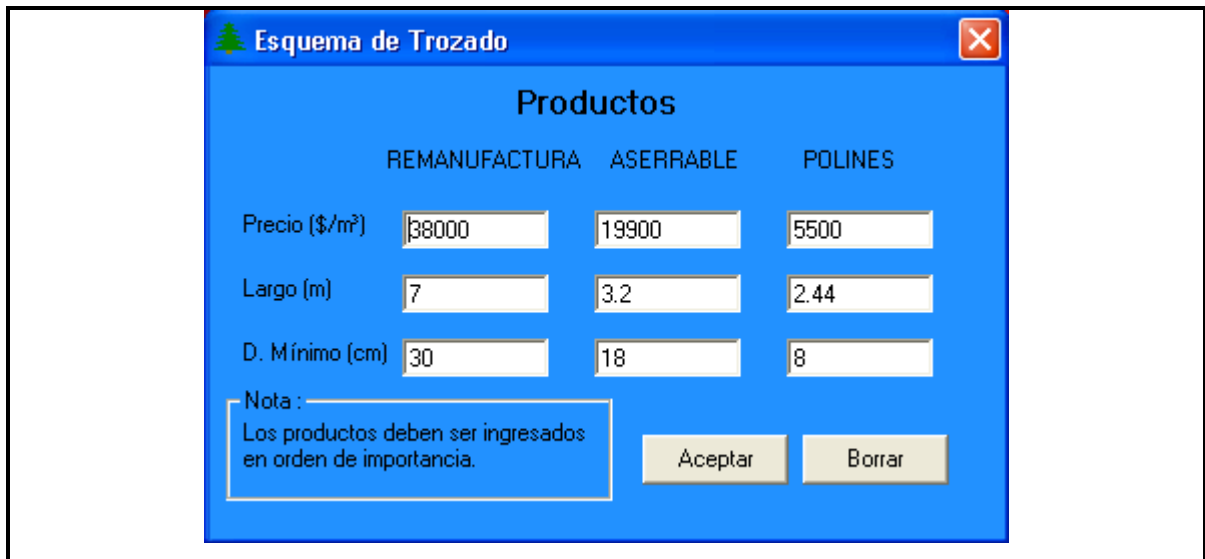 Esquema de Trozado
Productos
REMANUFACTURA ASERRABLE POLINES
Precio ($/m³) 38000 19900 5500
Largo (m) 7 3.2 2.44
D. Mínimo (cm) 30 18 8
Nota :
Los productos deben ser ingresados
en orden de importancia.
Aceptar Borrar